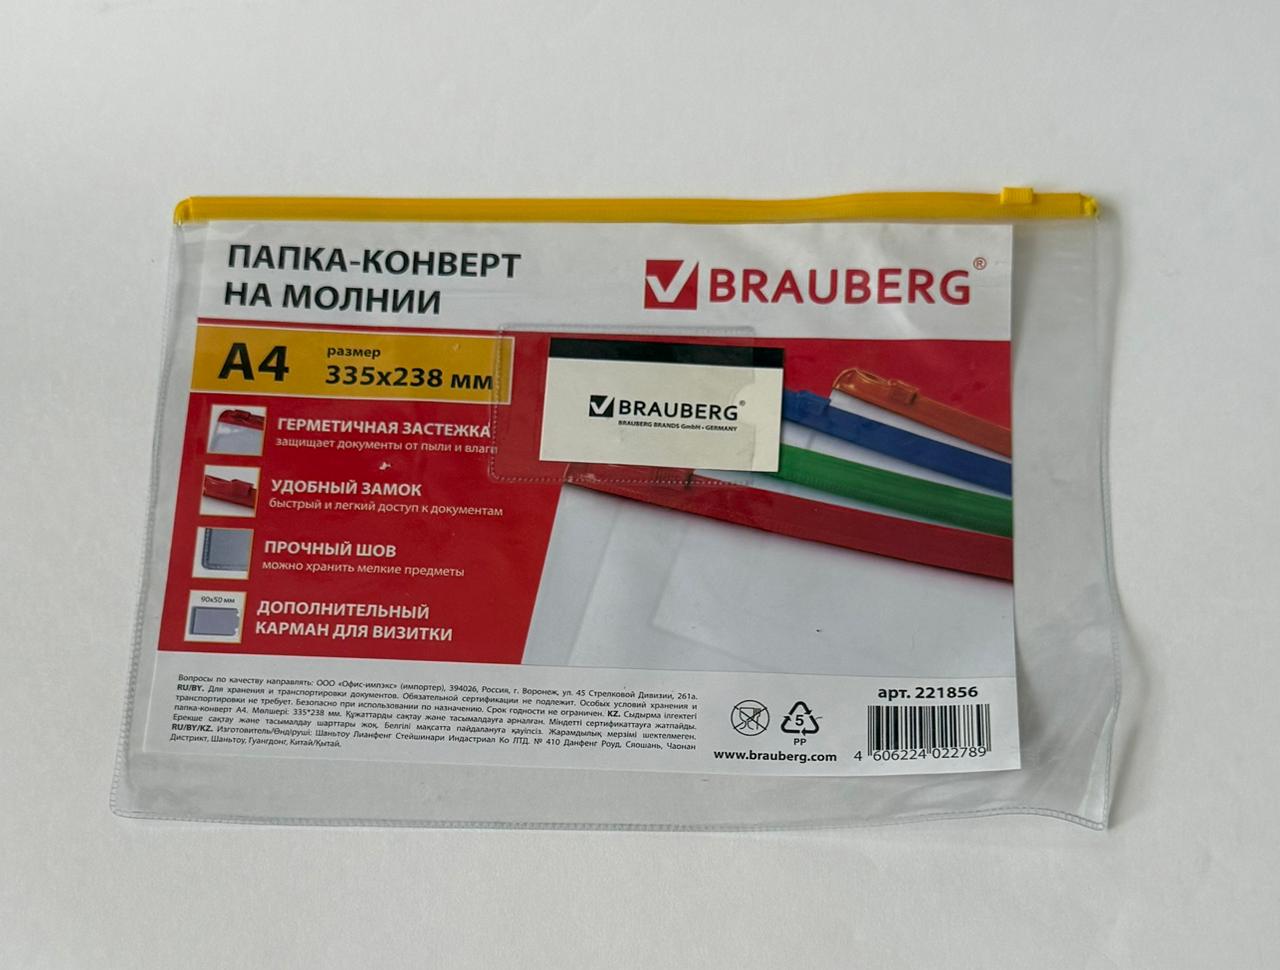 ПАПКА-КОНВЕРТ
НА МОЛНИИ
BRAUBERG®
A4
размер
335x238 мм
BRAUBERG®
BRAUBERG BRANDS GmbH • GERMANY
ГЕРМЕТИЧНАЯ ЗАСТЕЖКА
защищает документы от пыли и влаги
УДОБНЫЙ ЗАМОК
быстрый и легкий доступ к документам
ПРОЧНЫЙ ШОВ
можно хранить мелкие предметы
90x50 мм
ДОПОЛНИТЕЛЬНЫЙ
КАРМАН ДЛЯ ВИЗИТКИ
Вопросы по качеству направлять: ООО «Офис-импэкс» (импортер), 394026, Россия, г. Воронеж, ул. 45 Стрелковой Дивизии, 261а.
RU/BY. Для хранения и транспортировки документов. Обязательной сертификации не подлежит. Особых условий хранения и
транспортировки не требует. Безопасно при использовании по назначению. Срок годности не ограничен. KZ. Сыдырма ілгектегі
папка-конверт А4. Мөлшері: 335*238 мм. Құжаттарды сақтау және тасымалдауға арналған. Міндетті сертификаттауға жатпайды.
Ерекше сақтау және тасымалдау шарттары жоқ. Белгілі мақсатта пайдалануға қауіпсіз. Жарамдылық мерзімі шектелмеген.
RU/BY/KZ. Изготовитель/Өндіруші: Шаньтоу Лианфенг Стейшинари Индастриал Ко ЛТД. № 410 Данфенг Роуд, Сяошань, Чаонан
Дистрикт, Шаньтоу, Гуангдонг, Китай/Қытай.
5
PP
www.brauberg.com
арт. 221856
4 606224 022789